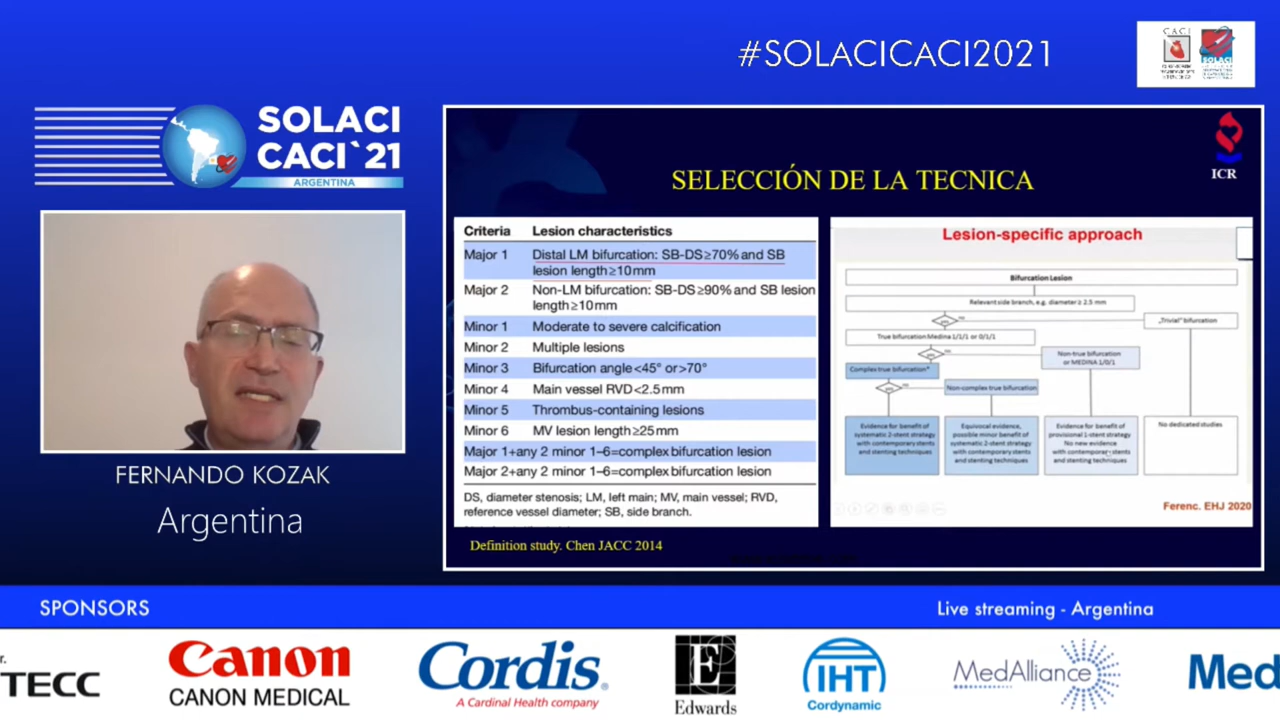 #SOLACICACI2021
CACI
SOLACI
SOLACI
CACI`21
ARGENTINA
FERNANDO KOZAK
Argentina
ICR
SELECCIÓN DE LA TECNICA
Criteria Lesion characteristics
Major 1 Distal LM bifurcation: SB-DS≥70% and SB
lesion length≥10mm
Major 2 Non-LM bifurcation: SB-DS≥90% and SB lesion
length≥10mm
Minor 1 Moderate to severe calcification
Minor 2 Multiple lesions
Minor 3 Bifurcation angle <45° or >70°
Minor 4 Main vessel RVD<2.5mm
Minor 5 Thrombus-containing lesions
Minor 6 MV lesion length≥25mm
Major 1+any 2 minor 1–6=complex bifurcation lesion
Major 2+any 2 minor 1–6=complex bifurcation lesion
DS, diameter stenosis; LM, left main; MV, main vessel; RVD,
reference vessel diameter; SB, side branch.
Definition study. Chen JACC 2014
Lesion-specific approach
Bifurcation Lesion
Relevant side branch, e.g. diameter ≥ 2.5 mm
„Trivial" bifurcation
True bifurcation: Medina 1/1/1 or 0/1/1
Non-true bifurcation
or MEDINA 1/0/1
Complex true bifurcation*
Non-complex true bifurcation
Evidence for benefit of
systematic 2-stent strategy
with contemporary stents
and stenting techniques
Equivocal evidence,
possible minor benefit of
systematic 2-stent strategy
with contemporary stents
and stenting techniques
Evidence for benefit of
provisional 1-stent strategy
No new evidence
with contemporary stents
and stenting techniques
No dedicated studies
Ferenc. EHJ 2020
SPONSORS
Live streaming - Argentina
r.
TECC
Canon
CANON MEDICAL
Cordis®
A Cardinal Health company
Edwards
IHT
Cordynamic
MedAlliance
Med